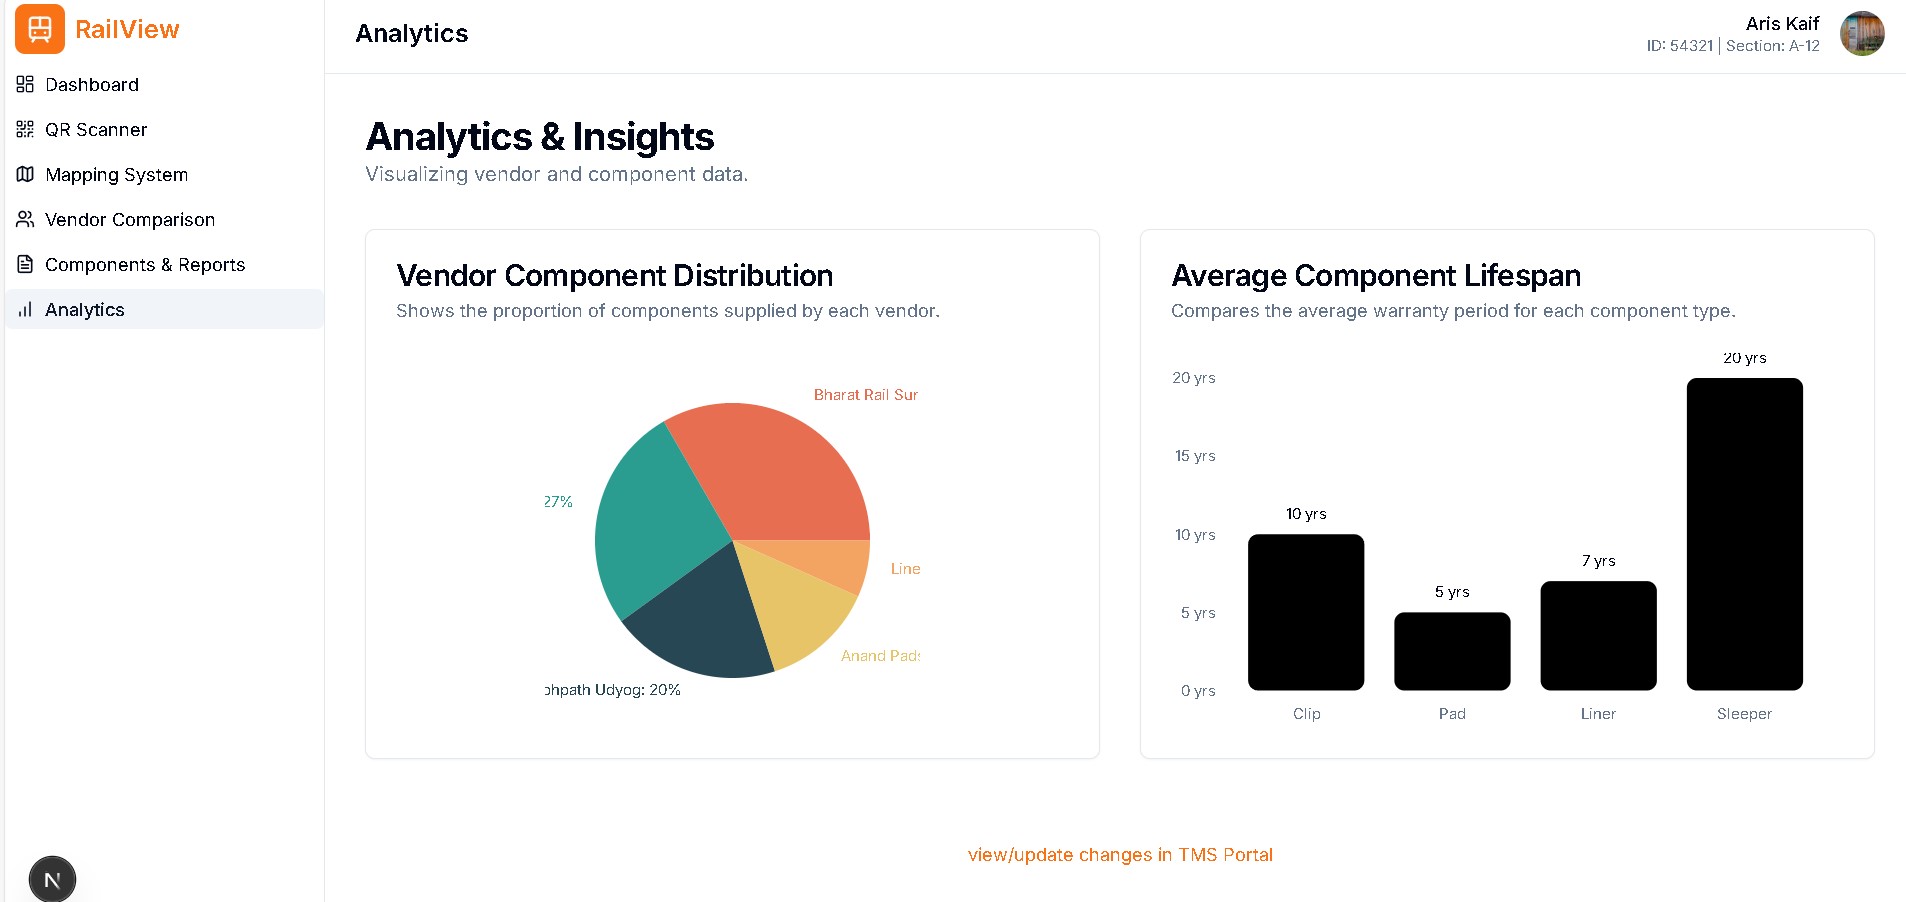 RailView
Dashboard
QR Scanner
Mapping System
Vendor Comparison
Components & Reports
Analytics
N
Analytics
Aris Kaif
ID: 54321 | Section: A-12
Analytics & Insights
Visualizing vendor and component data.
Vendor Component Distribution
Shows the proportion of components supplied by each vendor.
Bharat Rail Sur
27%
Line
Anand Pads
phpath Udyog: 20%
Average Component Lifespan
Compares the average warranty period for each component type.
20 yrs
20 yrs
15 yrs
10 yrs
10 yrs
7 yrs
5 yrs
5 yrs
0 yrs
Clip Pad Liner Sleeper
view/update changes in TMS Portal